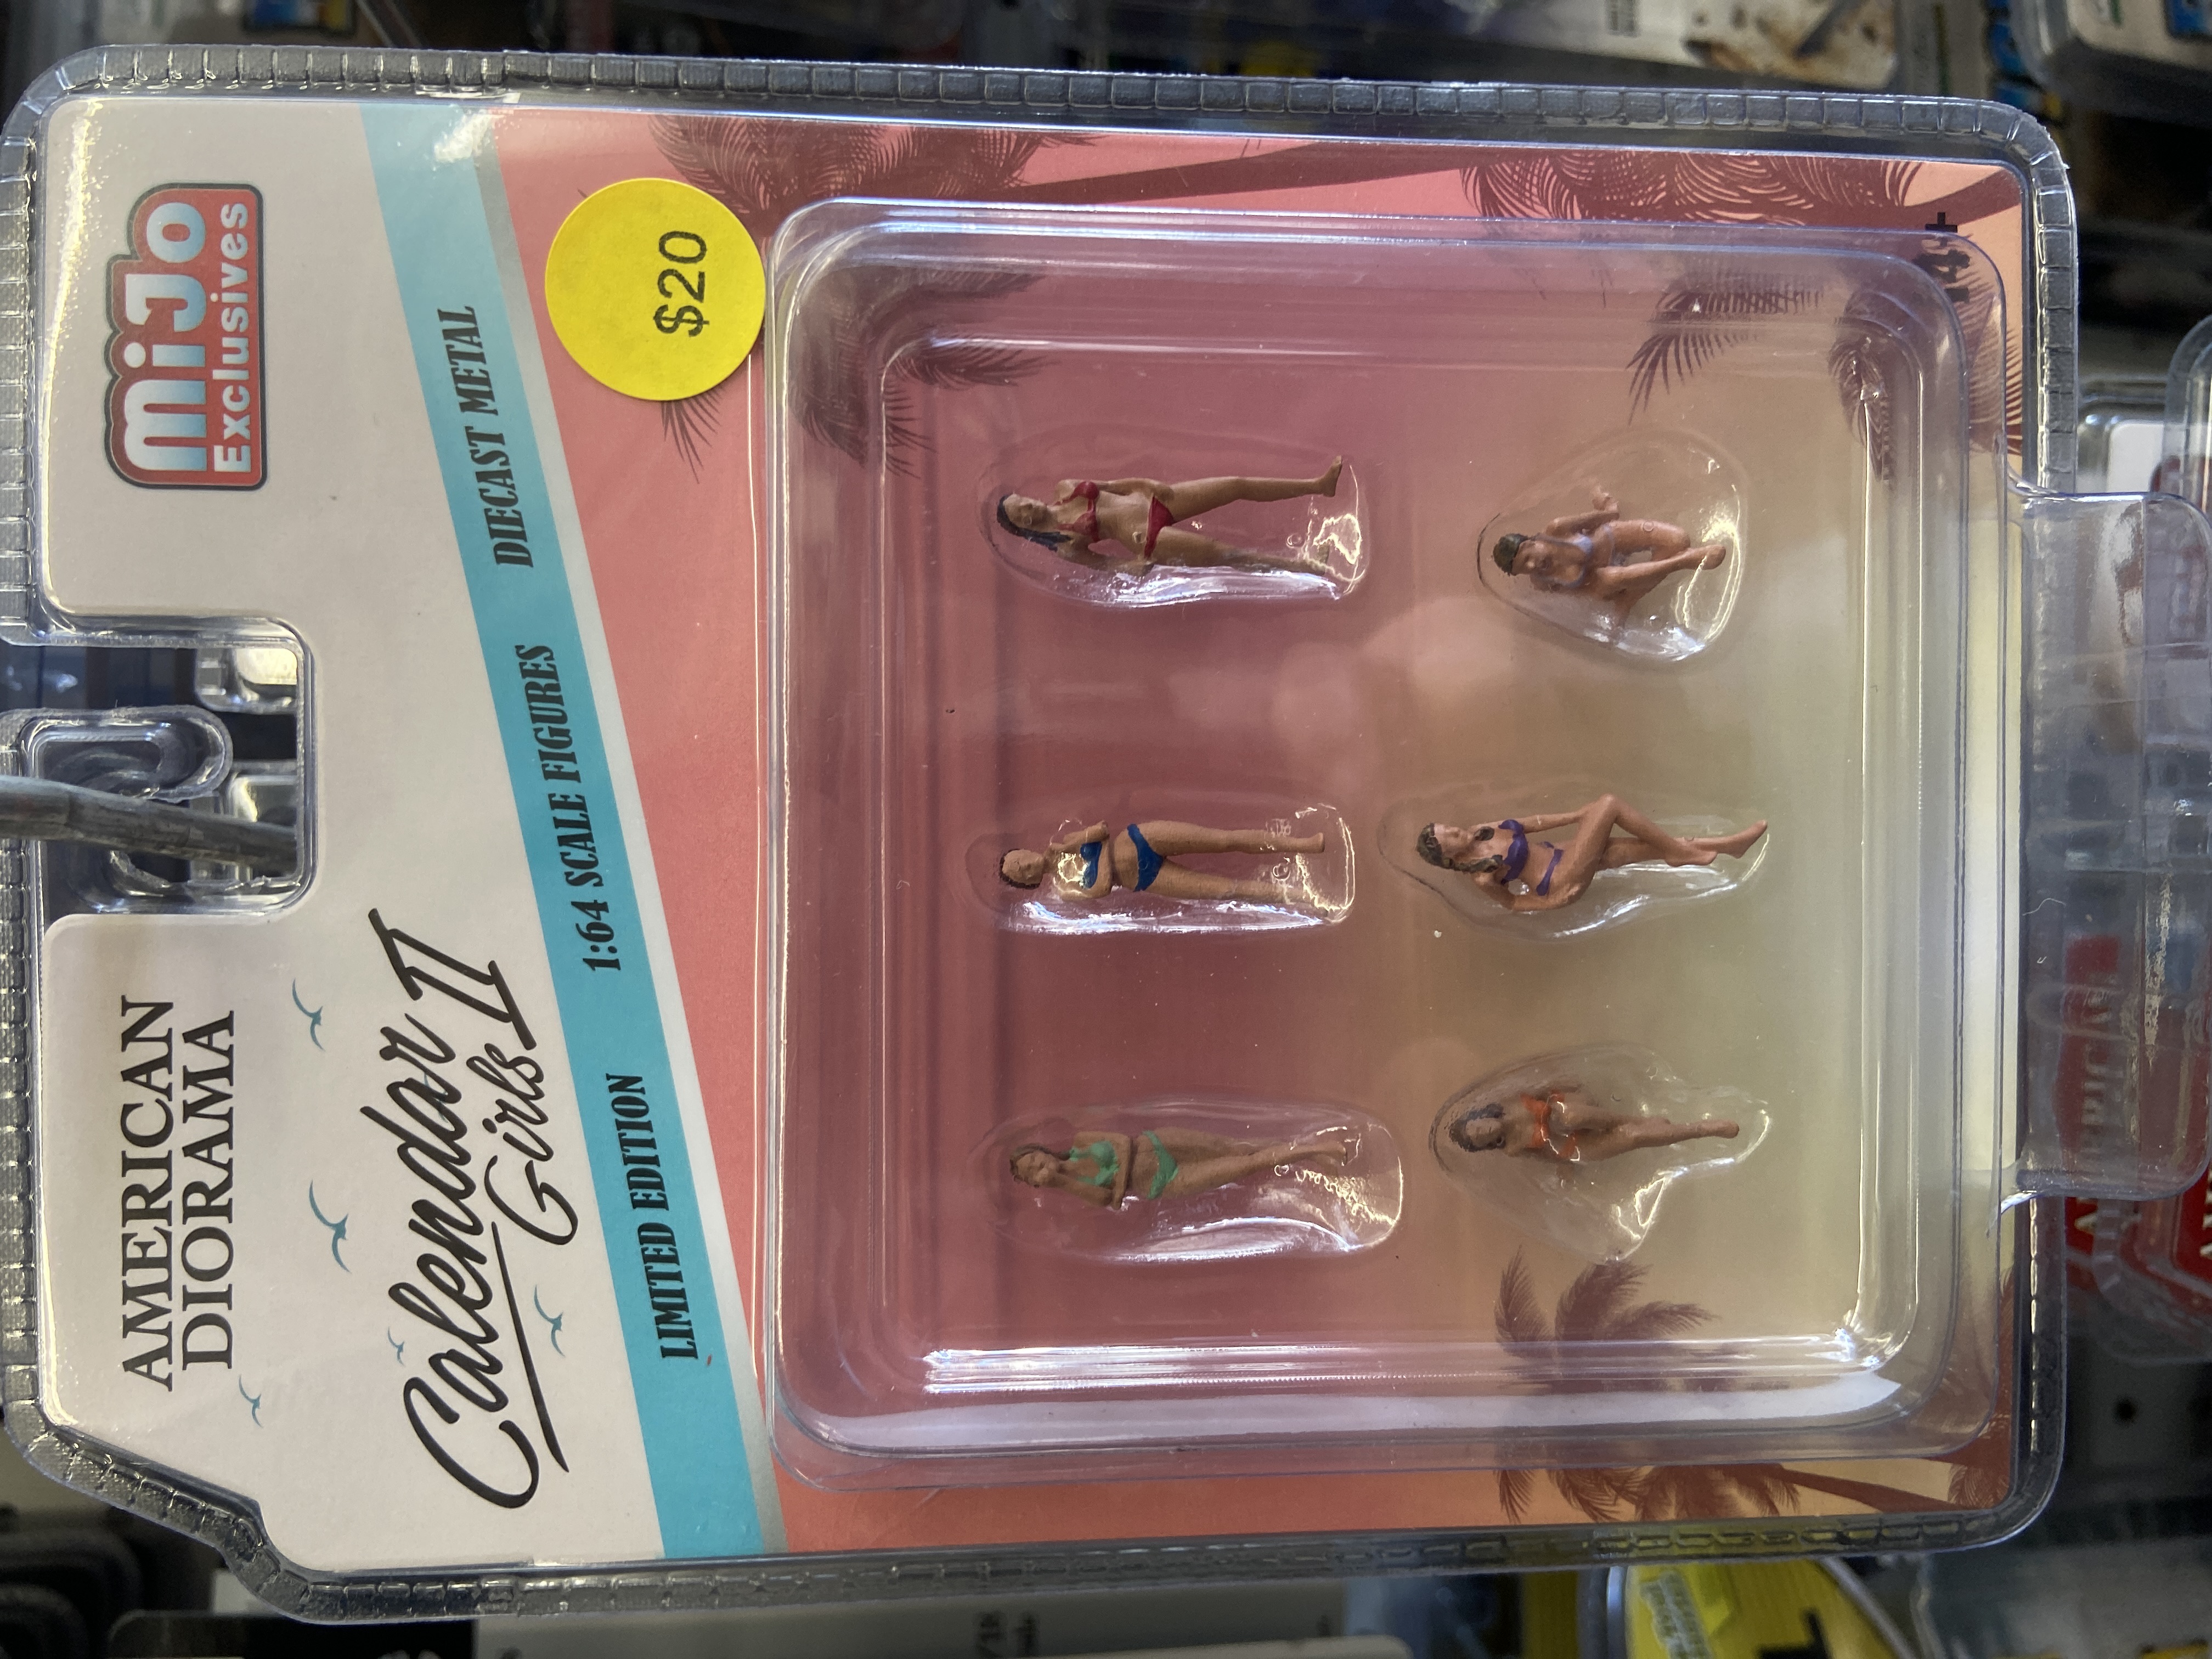 AMERICAN
DIORAMA
mijo
Exclusives
Calendar
Girls II
LIMITED EDITION 1:64 SCALE FIGURES DIECAST METAL
$20
14+